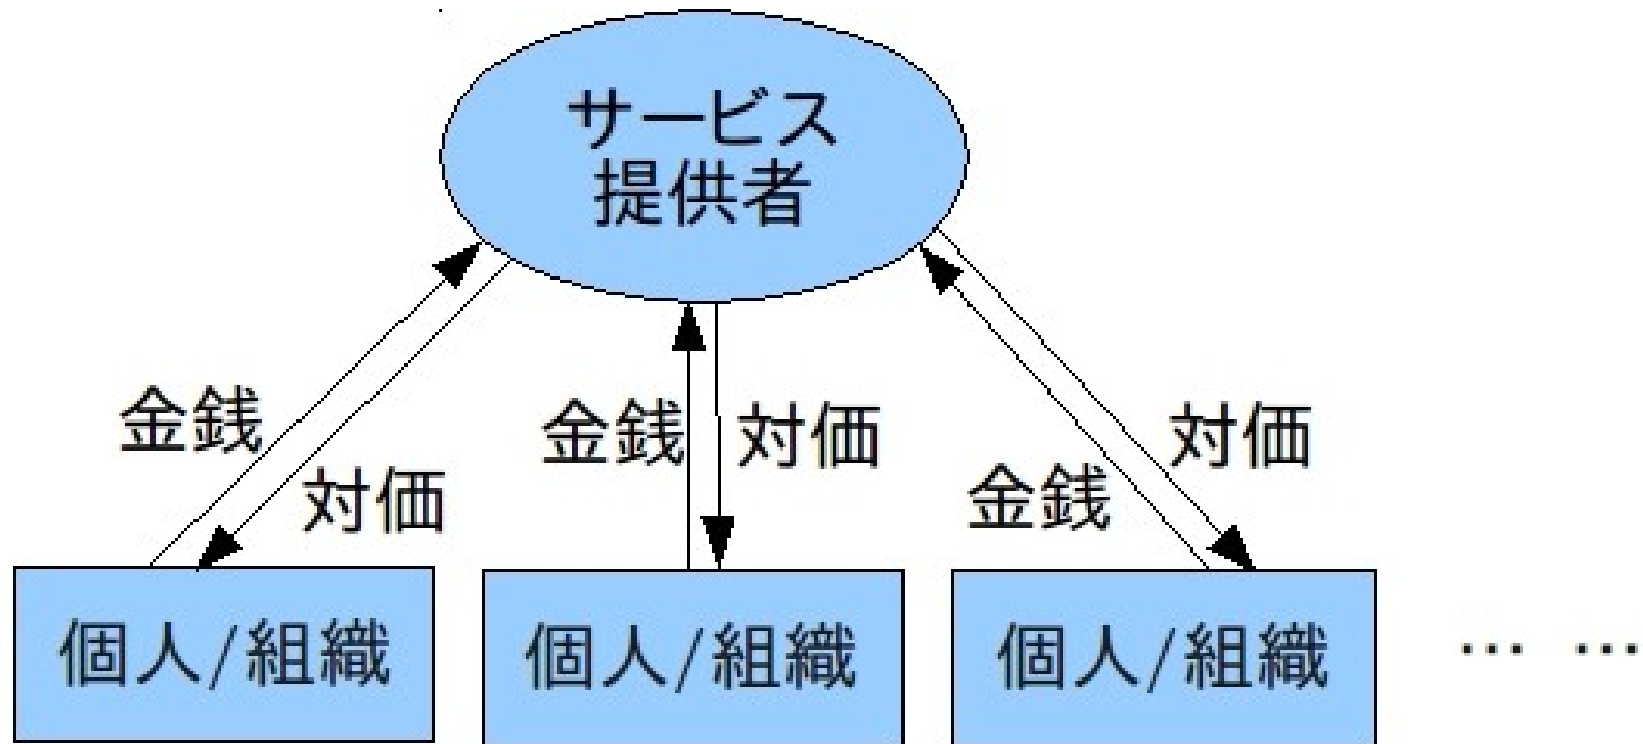 サービス
提供者
金銭
対価
金銭
対価
金銭
対価
個人/組織
個人/組織
個人/組織
… …